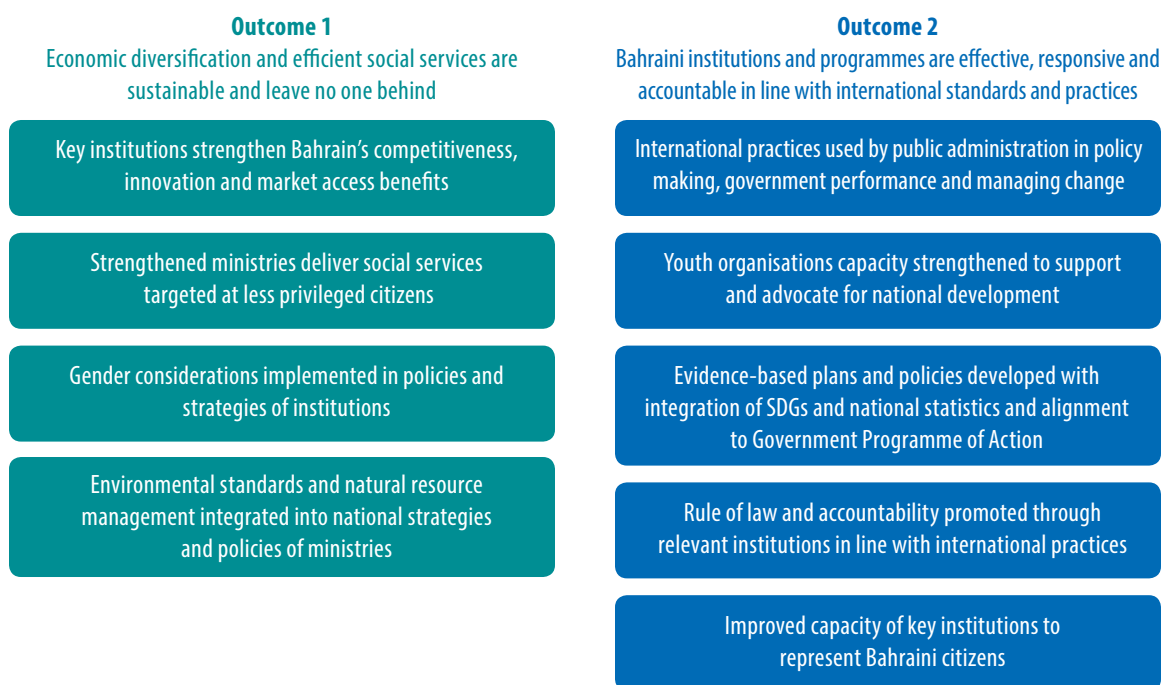 Outcome 1
Economic diversification and efficient social services are
sustainable and leave no one behind
Key institutions strengthen Bahrain’s competitiveness,
innovation and market access benefits
Strengthened ministries deliver social services
targeted at less privileged citizens
Gender considerations implemented in policies and
strategies of institutions
Environmental standards and natural resource
management integrated into national strategies
and policies of ministries
Outcome 2
Bahraini institutions and programmes are effective, responsive and
accountable in line with international standards and practices
International practices used by public administration in policy
making, government performance and managing change
Youth organisations capacity strengthened to support
and advocate for national development
Evidence-based plans and policies developed with
integration of SDGs and national statistics and alignment
to Government Programme of Action
Rule of law and accountability promoted through
relevant institutions in line with international practices
Improved capacity of key institutions to
represent Bahraini citizens